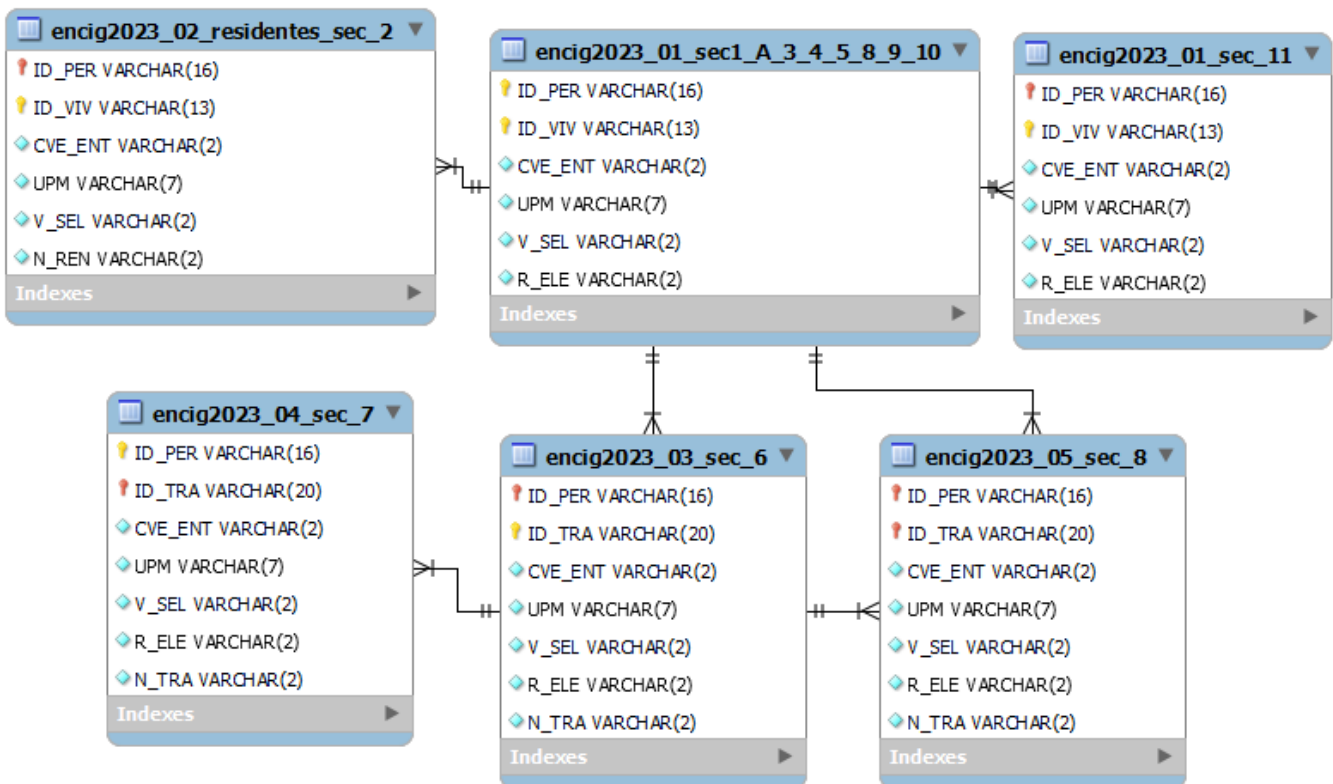 encig2023_02_residentes_sec_2
ID_PER VARCHAR(16)
ID_VIV VARCHAR(13)
CVE_ENT VARCHAR(2)
UPM VARCHAR(7)
V_SEL VARCHAR(2)
N_REN VARCHAR(2)
Indexes
encig2023_01_sec1_A_3_4_5_8_9_10
ID_PER VARCHAR(16)
ID_VIV VARCHAR(13)
CVE_ENT VARCHAR(2)
UPM VARCHAR(7)
V_SEL VARCHAR(2)
R_ELE VARCHAR(2)
Indexes
encig2023_01_sec_11
ID_PER VARCHAR(16)
ID_VIV VARCHAR(13)
CVE_ENT VARCHAR(2)
UPM VARCHAR(7)
V_SEL VARCHAR(2)
R_ELE VARCHAR(2)
Indexes
encig2023_04_sec_7
ID_PER VARCHAR(16)
ID_TRA VARCHAR(20)
CVE_ENT VARCHAR(2)
UPM VARCHAR(7)
V_SEL VARCHAR(2)
R_ELE VARCHAR(2)
N_TRA VARCHAR(2)
Indexes
encig2023_03_sec_6
ID_PER VARCHAR(16)
ID_TRA VARCHAR(20)
CVE_ENT VARCHAR(2)
UPM VARCHAR(7)
V_SEL VARCHAR(2)
R_ELE VARCHAR(2)
N_TRA VARCHAR(2)
Indexes
encig2023_05_sec_8
ID_PER VARCHAR(16)
ID_TRA VARCHAR(20)
CVE_ENT VARCHAR(2)
UPM VARCHAR(7)
V_SEL VARCHAR(2)
R_ELE VARCHAR(2)
N_TRA VARCHAR(2)
Indexes